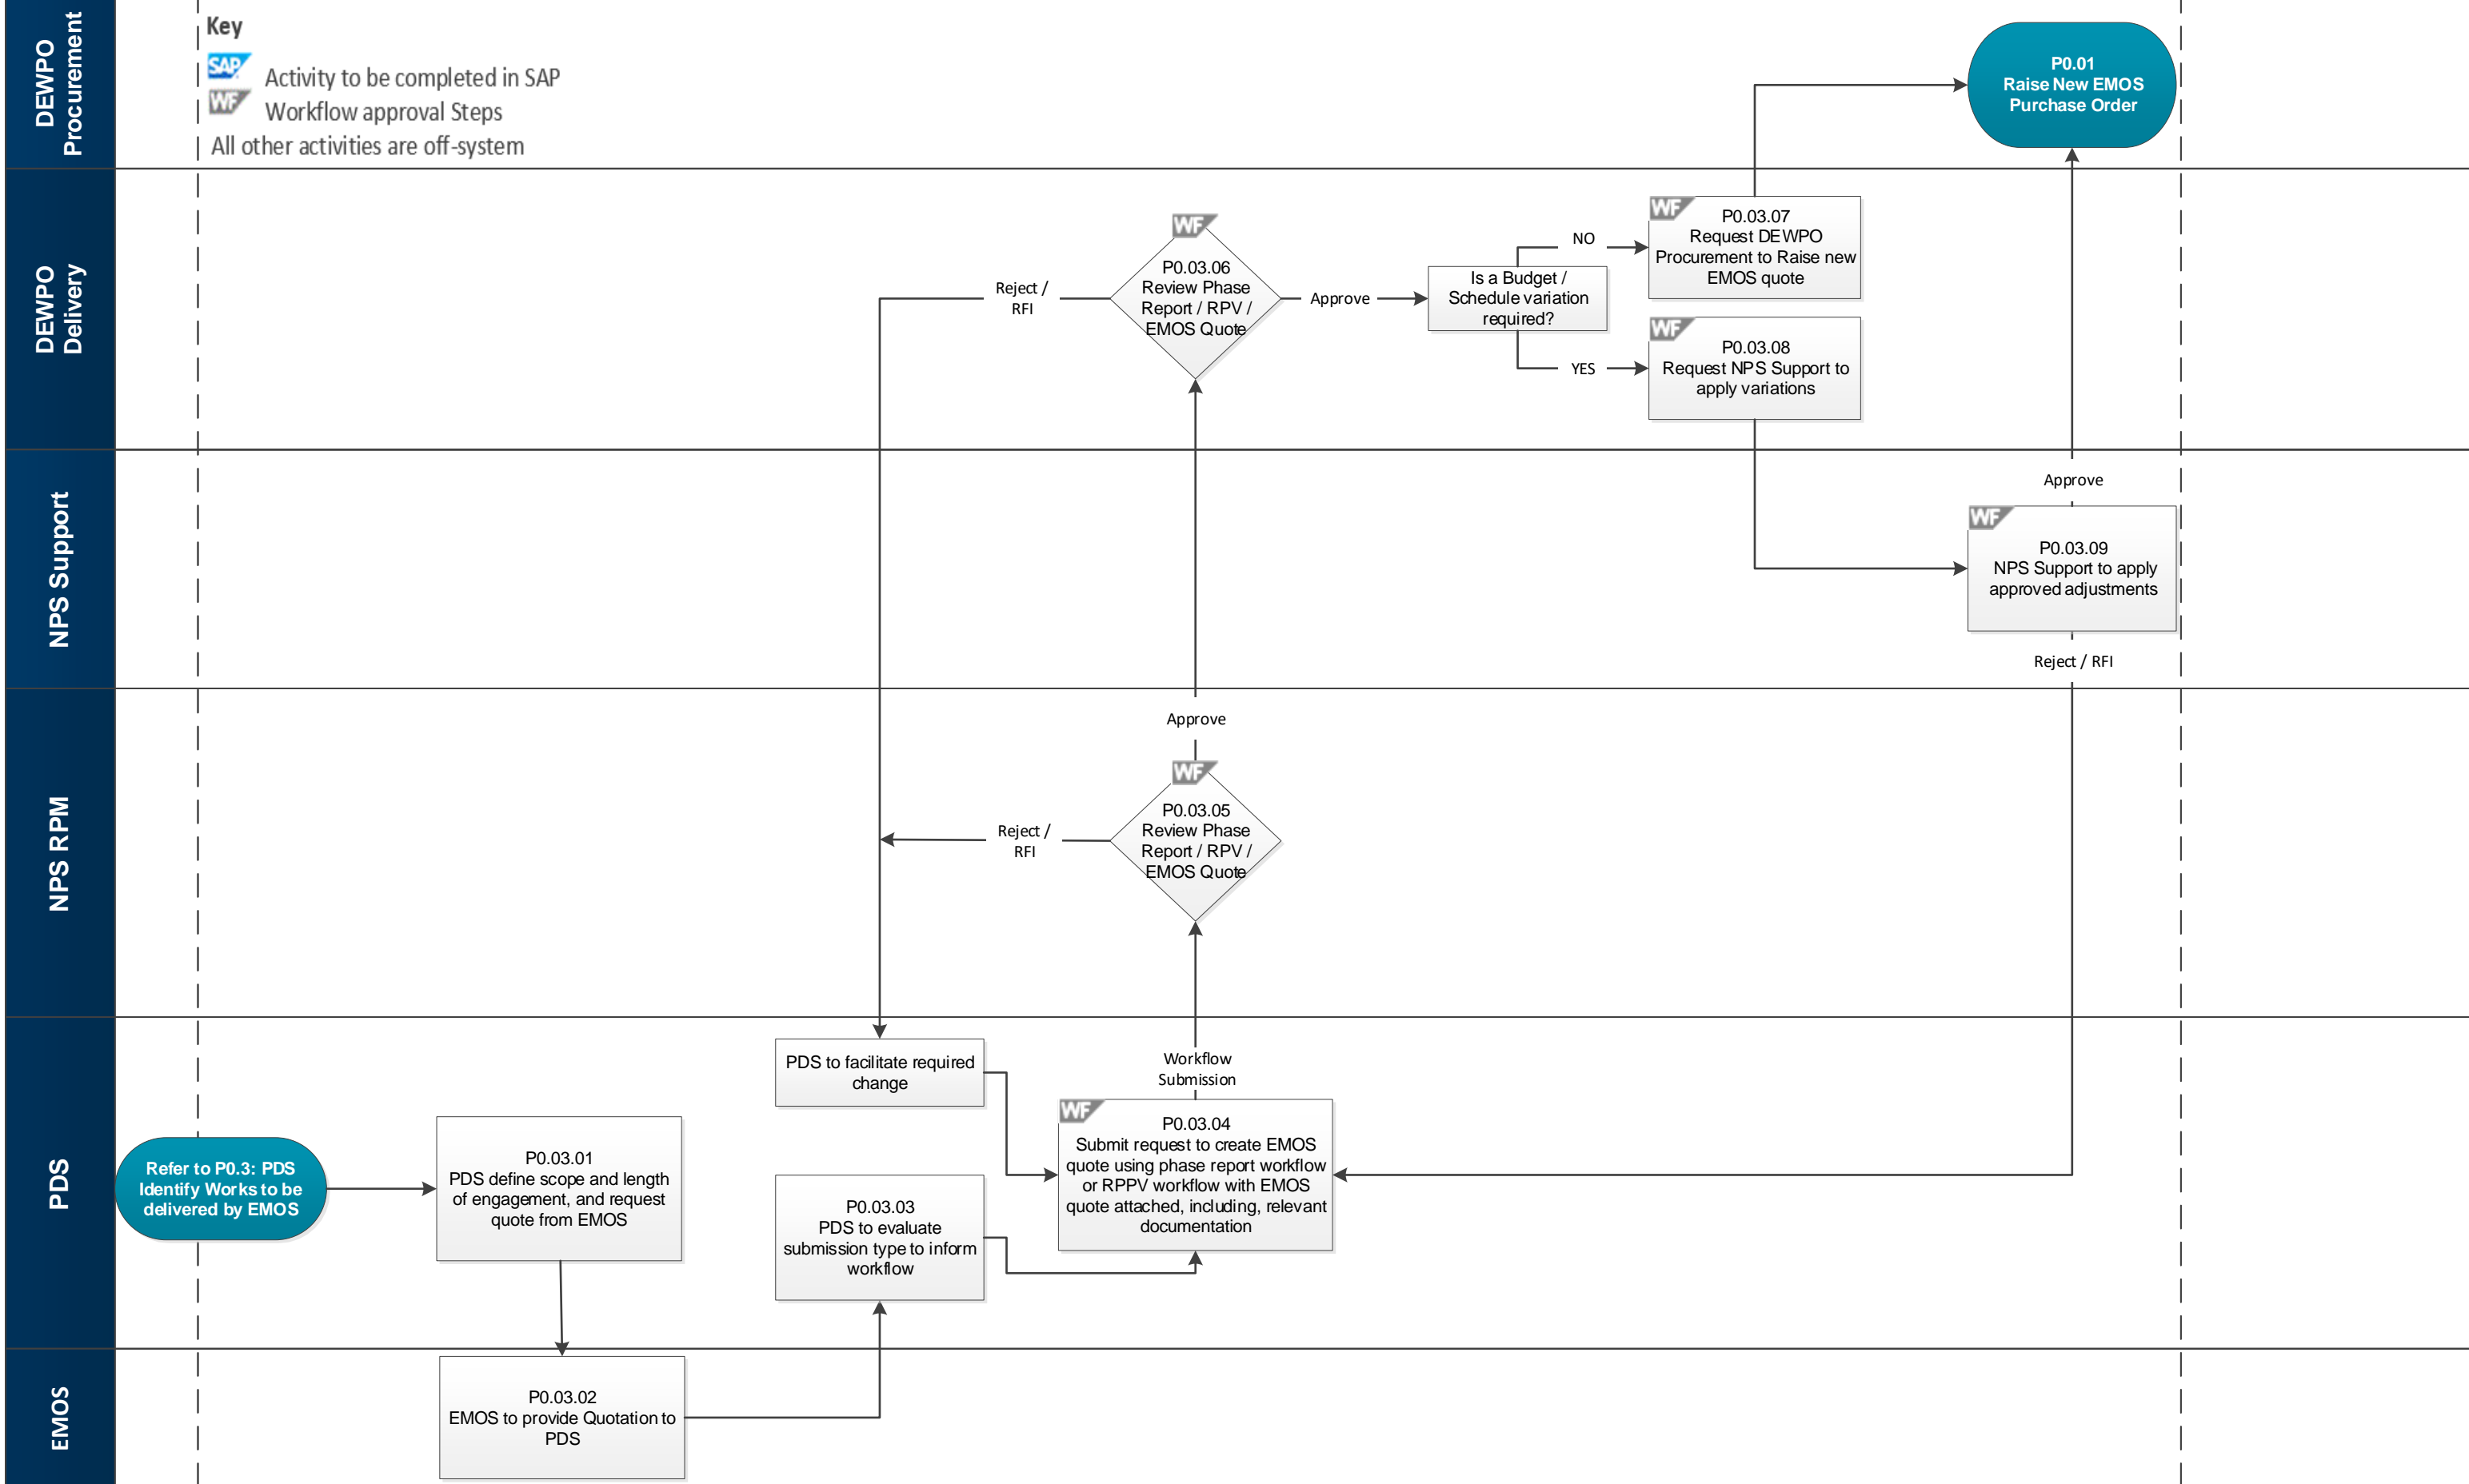 DEWPO
Procurement
Key
SAP
Activity to be completed in SAP
WF
Workflow approval Steps
All other activities are off-system
P0.01
Raise New EMOS
Purchase Order
DEWPO
Delivery
WF
P0.03.06
Review Phase
Report / RPV /
EMOS Quote
Reject /
RFI
Approve
Is a Budget /
Schedule variation
required?
NO
YES
WF
P0.03.07
Request DEWPO
Procurement to Raise new
EMOS quote
WF
P0.03.08
Request NPS Support to
apply variations
NPS Support
Approve
WF
P0.03.09
NPS Support to apply
approved adjustments
Reject / RFI
NPS RPM
Approve
WF
P0.03.05
Review Phase
Report / RPV /
EMOS Quote
Reject /
RFI
PDS
Refer to P0.3: PDS
Identify Works to be
delivered by EMOS
P0.03.01
PDS define scope and length
of engagement, and request
quote from EMOS
PDS to facilitate required
change
P0.03.03
PDS to evaluate
submission type to inform
workflow
Workflow
Submission
WF
P0.03.04
Submit request to create EMOS
quote using phase report workflow
or RPPV workflow with EMOS
quote attached, including, relevant
documentation
EMOS
P0.03.02
EMOS to provide Quotation to
PDS